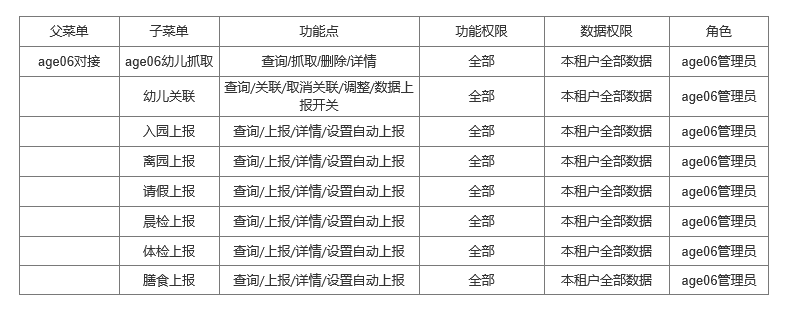 父菜单 子菜单 功能点 功能权限 数据权限 角色
age06对接 age06幼儿抓取 查询/抓取/删除/详情 全部 本租户全部数据 age06管理员
幼儿关联 查询/关联/取消关联/调整/数据上报开关 全部 本租户全部数据 age06管理员
入园上报 查询/上报/详情/设置自动上报 全部 本租户全部数据 age06管理员
离园上报 查询/上报/详情/设置自动上报 全部 本租户全部数据 age06管理员
请假上报 查询/上报/详情/设置自动上报 全部 本租户全部数据 age06管理员
晨检上报 查询/上报/详情/设置自动上报 全部 本租户全部数据 age06管理员
体检上报 查询/上报/详情/设置自动上报 全部 本租户全部数据 age06管理员
膳食上报 查询/上报/详情/设置自动上报 全部 本租户全部数据 age06管理员